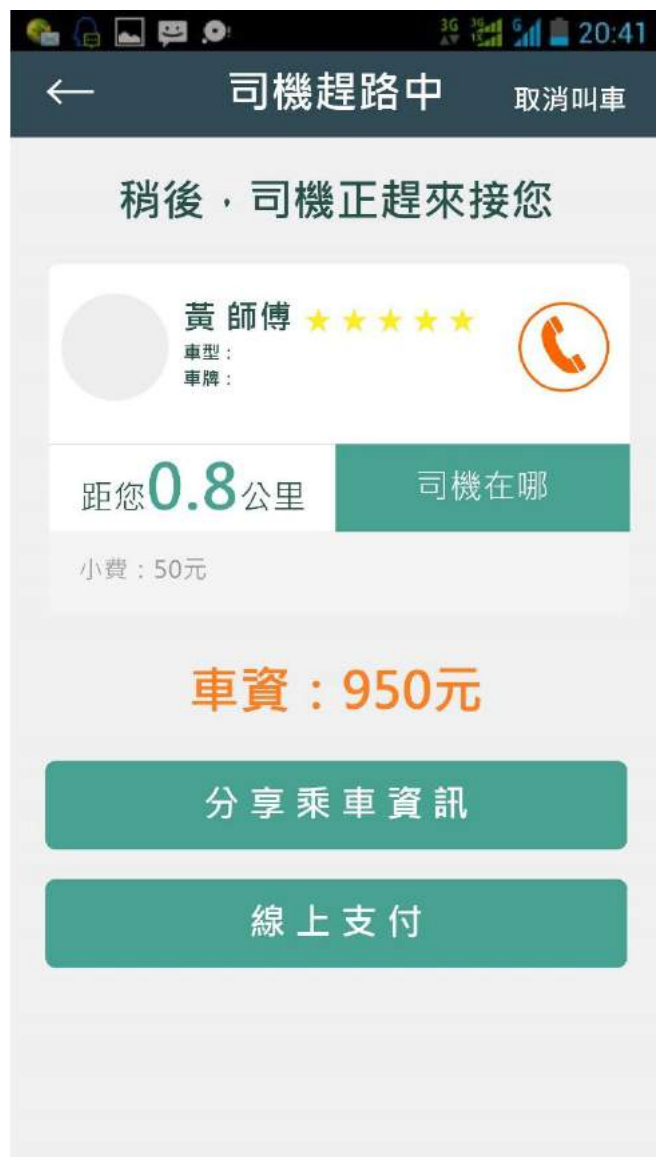 3G 3G 1X G 20:41
司機趕路中 取消叫車
稍後，司機正趕來接您
黃 師傅
車型：
車牌：
距您0.8公里 司機在哪
小費：50元
車資：950元
分享乘車資訊
線上支付